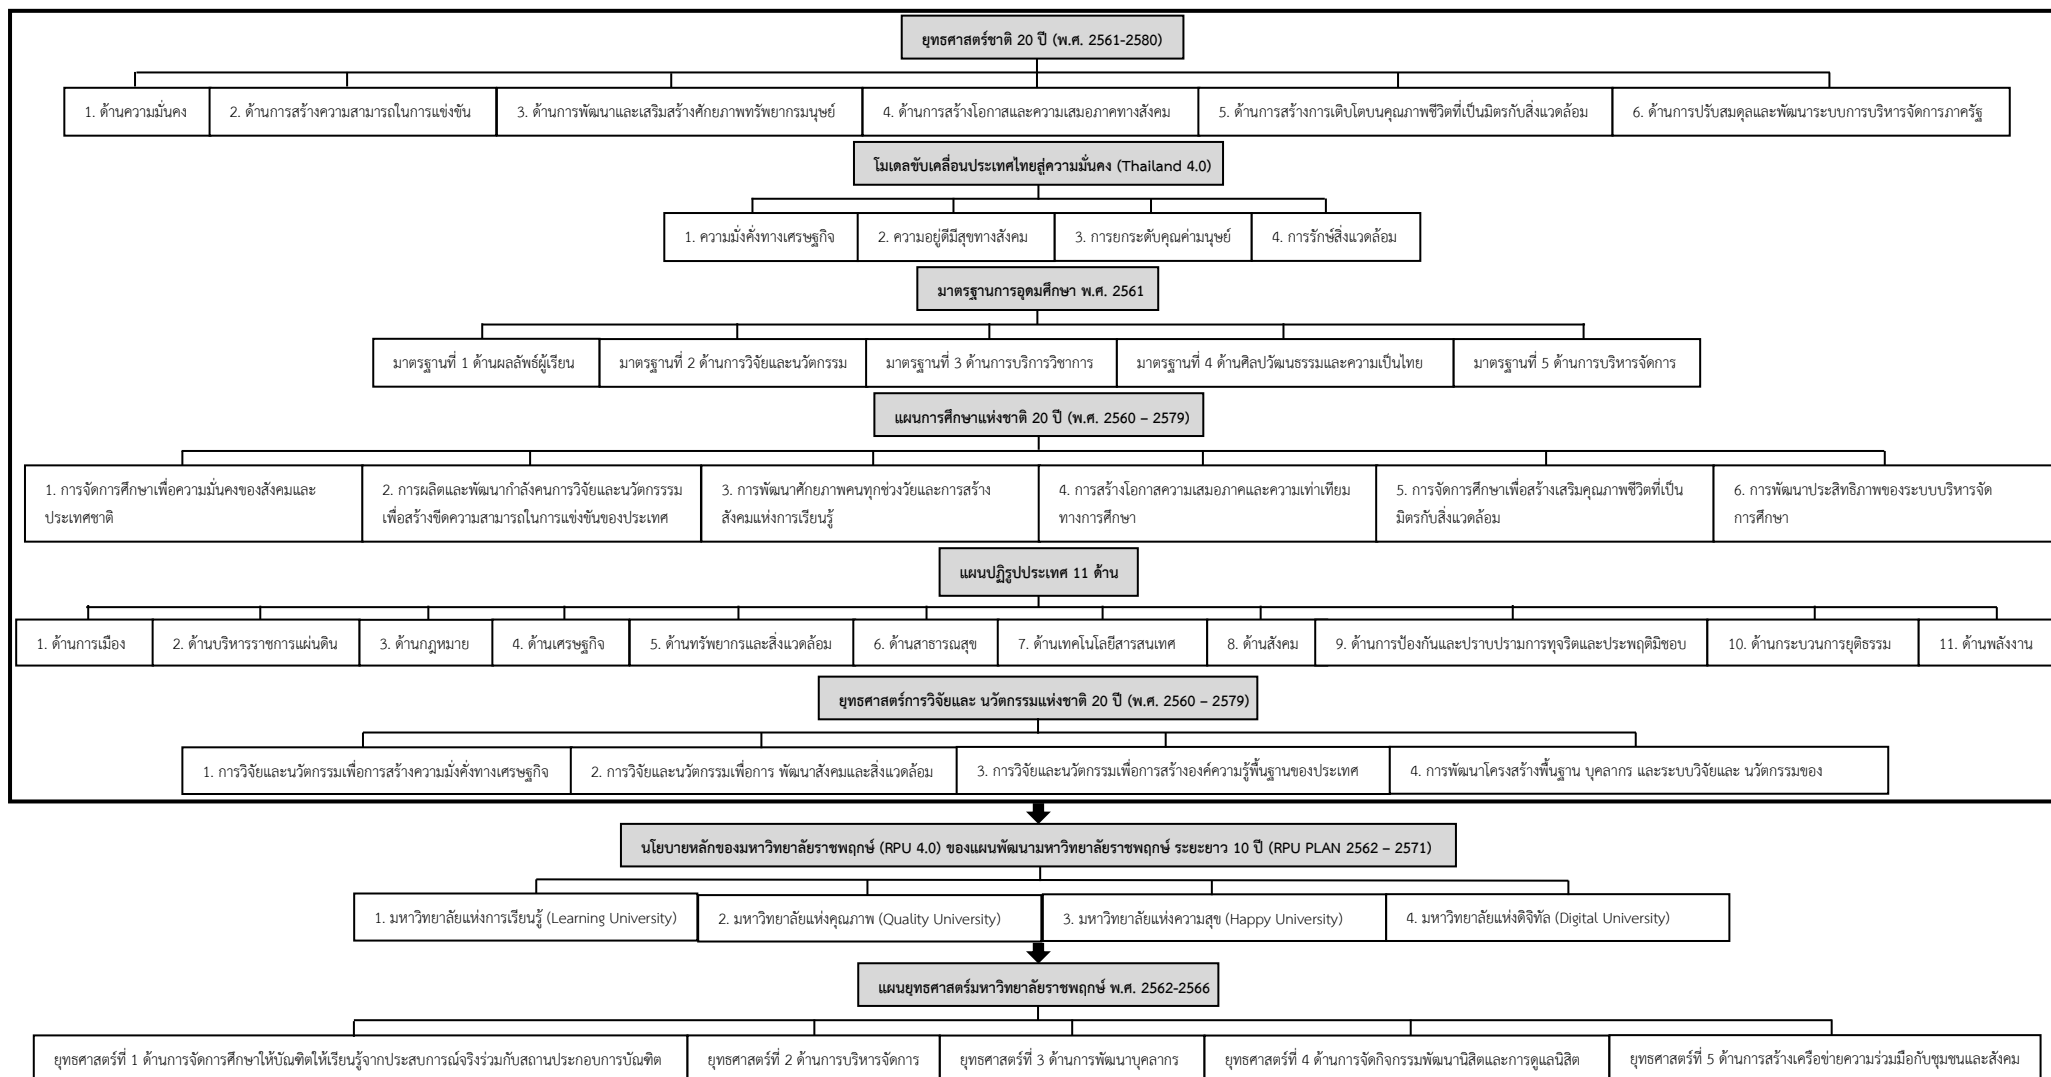 ยุทธศาสตร์ชาติ 20 ปี (พ.ศ. 2561-2580)
1. ด้านความมั่นคง
2. ด้านการสร้างความสามารถในการแข่งขัน
3. ด้านการพัฒนาและเสริมสร้างศักยภาพทรัพยากรมนุษย์
4. ด้านการสร้างโอกาสและความเสมอภาคทางสังคม
5. ด้านการสร้างการเติบโตบนคุณภาพชีวิตที่เป็นมิตรกับสิ่งแวดล้อม
6. ด้านการปรับสมดุลและพัฒนาระบบการบริหารจัดการภาครัฐ
โมเดลขับเคลื่อนประเทศไทยสู่ความมั่นคง (Thailand 4.0)
1. ความมั่งคั่งทางเศรษฐกิจ
2. ความอยู่ดีมีสุขทางสังคม
3. การยกระดับคุณค่ามนุษย์
4. การรักษ์สิ่งแวดล้อม
มาตรฐานการอุดมศึกษา พ.ศ. 2561
มาตรฐานที่ 1 ด้านผลลัพธ์ผู้เรียน
มาตรฐานที่ 2 ด้านการวิจัยและนวัตกรรม
มาตรฐานที่ 3 ด้านการบริการวิชาการ
มาตรฐานที่ 4 ด้านศิลปวัฒนธรรมและความเป็นไทย
มาตรฐานที่ 5 ด้านการบริหารจัดการ
แผนการศึกษาแห่งชาติ 20 ปี (พ.ศ. 2560 – 2579)
1. การจัดการศึกษาเพื่อความมั่นคงของสังคมและ
ประเทศชาติ
2. การผลิตและพัฒนากำลังคนการวิจัยและนวัตกรรรม
เพื่อสร้างขีดความสามารถในการแข่งขันของประเทศ
3. การพัฒนาศักยภาพคนทุกช่วงวัยและการสร้าง
สังคมแห่งการเรียนรู้
4. การสร้างโอกาสความเสมอภาคและความเท่าเทียม
ทางการศึกษา
5. การจัดการศึกษาเพื่อสร้างเสริมคุณภาพชีวิตที่เป็น
มิตรกับสิ่งแวดล้อม
6. การพัฒนาประสิทธิภาพของระบบบริหารจัด
การศึกษา
แผนปฏิรูปประเทศ 11 ด้าน
1. ด้านการเมือง
2. ด้านบริหารราชการแผ่นดิน
3. ด้านกฎหมาย
4. ด้านเศรษฐกิจ
5. ด้านทรัพยากรและสิ่งแวดล้อม
6. ด้านสาธารณสุข
7. ด้านเทคโนโลยีสารสนเทศ
8. ด้านสังคม
9. ด้านการป้องกันและปราบปรามการทุจริตและประพฤติมิชอบ
10. ด้านกระบวนการยุติธรรม
11. ด้านพลังงาน
ยุทธศาสตร์การวิจัยและ นวัตกรรมแห่งชาติ 20 ปี (พ.ศ. 2560 – 2579)
1. การวิจัยและนวัตกรรมเพื่อการสร้างความมั่งคั่งทางเศรษฐกิจ
2. การวิจัยและนวัตกรรมเพื่อการ พัฒนาสังคมและสิ่งแวดล้อม
3. การวิจัยและนวัตกรรมเพื่อการสร้างองค์ความรู้พื้นฐานของประเทศ
4. การพัฒนาโครงสร้างพื้นฐาน บุคลากร และระบบวิจัยและ นวัตกรรมของ
นโยบายหลักของมหาวิทยาลัยราชพฤกษ์ (RPU 4.0) ของแผนพัฒนามหาวิทยาลัยราชพฤกษ์ ระยะยาว 10 ปี (RPU PLAN 2562 – 2571)
1. มหาวิทยาลัยแห่งการเรียนรู้ (Learning University)
2. มหาวิทยาลัยแห่งคุณภาพ (Quality University)
3. มหาวิทยาลัยแห่งความสุข (Happy University)
4. มหาวิทยาลัยแห่งดิจิทัล (Digital University)
แผนยุทธศาสตร์มหาวิทยาลัยราชพฤกษ์ พ.ศ. 2562-2566
ยุทธศาสตร์ที่ 1 ด้านการจัดการศึกษาให้บัณฑิตให้เรียนรู้จากประสบการณ์จริงร่วมกับสถานประกอบการบัณฑิต
ยุทธศาสตร์ที่ 2 ด้านการบริหารจัดการ
ยุทธศาสตร์ที่ 3 ด้านการพัฒนาบุคลากร
ยุทธศาสตร์ที่ 4 ด้านการจัดกิจกรรมพัฒนานิสิตและการดูแลนิสิต
ยุทธศาสตร์ที่ 5 ด้านการสร้างเครือข่ายความร่วมมือกับชุมชนและสังคม